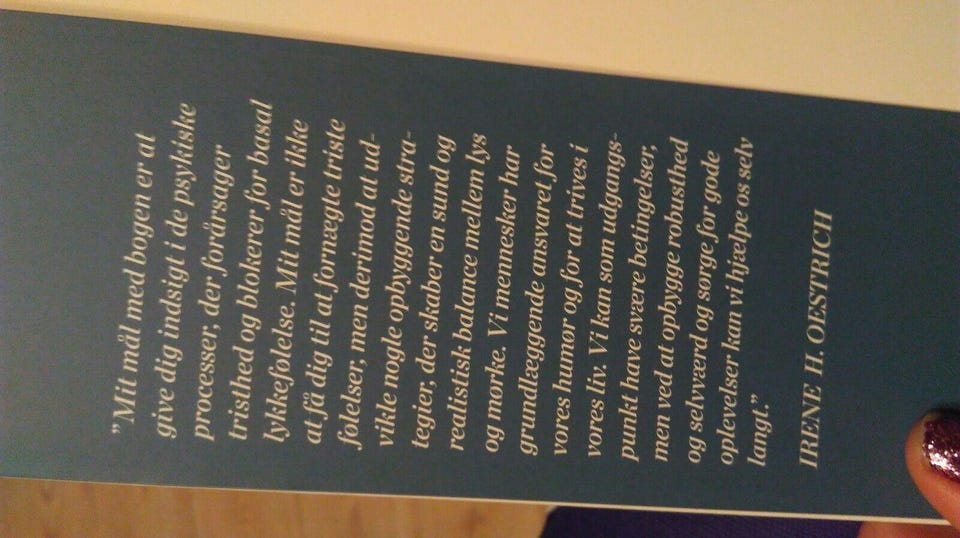 "Mit mål med bogen er at
give dig indsigt i de psykiske
processer, der forårsager
tristhed og blokerer for basal
lykkefølelse. Mit mål er ikke
at få dig til at fornægte triste
følelser, men derimod at ud-
vikle nogle opbyggende stra-
tegier, der skaber en sund og
realistisk balance mellem lys
og mørke. Vi mennesker har
grundlæggende ansvaret for
vores humør og for at trives i
vores liv. Vi kan som udgangs-
punkt have svære betingelser,
men ved at opbygge robusthed
og selvværd og sørge for gode
oplevelser kan vi hjælpe os selv
langt."
IRENE H. OESTRICH